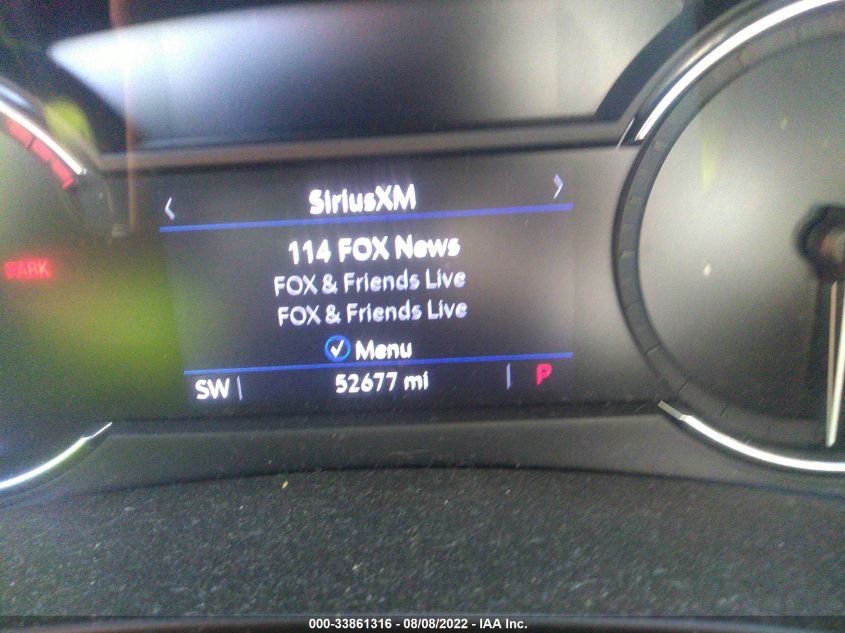 SiriusXM
114 FOX News
FOX & Friends Live
PARK
FOX & Friends Live
Menu
SW 52677 mi P
000-33861316 - 08/08/2022 - IAA Inc.